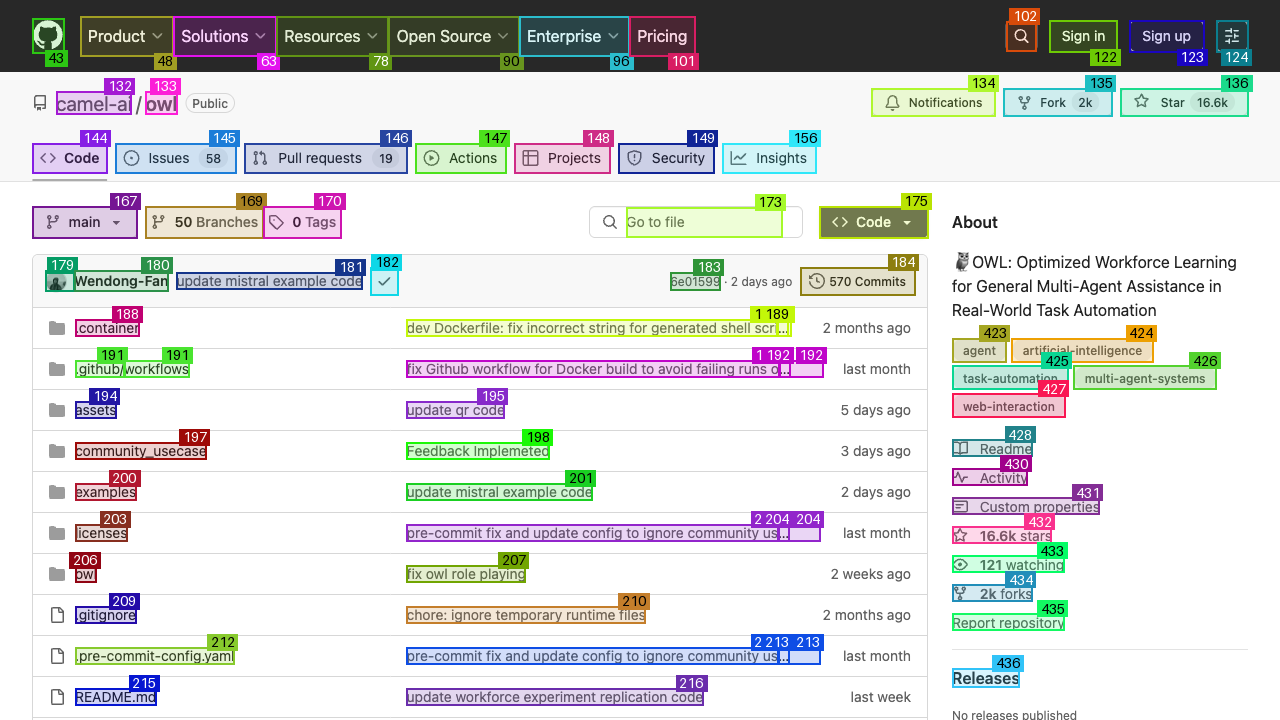 Product Solutions Resources Open Source Enterprise Pricing Sign in Sign up
102
43 48 63 78 90 96 101 122 123 124
132 133 134 135 136
camel-ai / owl Public Notifications Fork 2k Star 16.6k
144 145 146 147 148 149 156
Code Issues 58 Pull requests 19 Actions Projects Security Insights
167 169 170 173 175
main 50 Branches 0 Tags Go to file Code
179 180 181 182 183 184
Wendong-Fan update mistral example code 6e01599 · 2 days ago 570 Commits
188 1 189
.container dev Dockerfile: fix incorrect string for generated shell scr... 2 months ago
191 191 1 192 192
.github/workflows fix Github workflow for Docker build to avoid failing runs o... last month
194 195
assets update qr code 5 days ago
197 198
community_usecase Feedback Implemeted 3 days ago
200 201
examples update mistral example code 2 days ago
203 2 204 204
licenses pre-commit fix and update config to ignore community us... last month
206 207
owl fix owl role playing 2 weeks ago
209 210
.gitignore chore: ignore temporary runtime files 2 months ago
212 2 213 213
.pre-commit-config.yaml pre-commit fix and update config to ignore community us... last month
215 216
README.md update workforce experiment replication code last week
About
🦉OWL: Optimized Workforce Learning
for General Multi-Agent Assistance in
Real-World Task Automation
423 424
agent artificial-intelligence
425 426
task-automation multi-agent-systems
427
web-interaction
428
Readme
430
Activity
431
Custom properties
432
16.6k stars
433
121 watching
434
2k forks
435
Report repository
436
Releases
No releases published